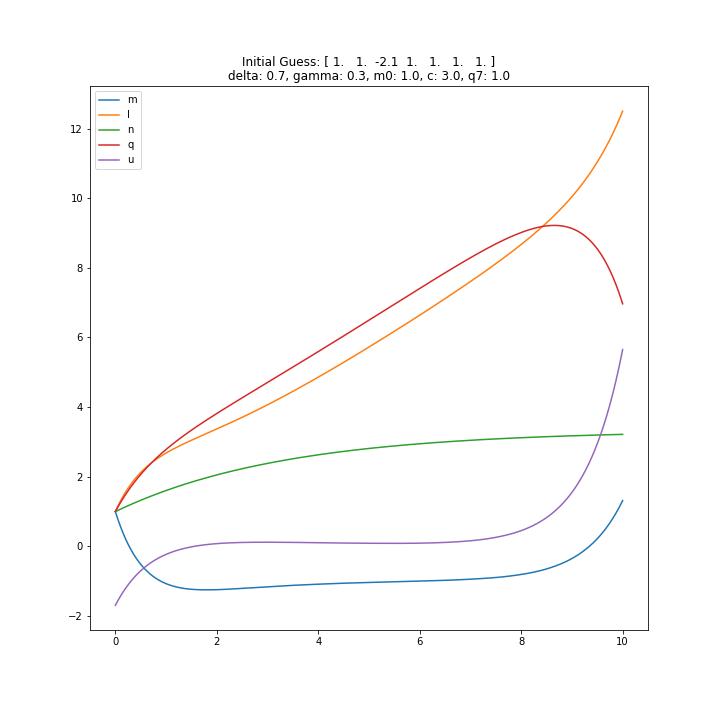 Initial Guess: [ 1. 1. -2.1 1. 1. 1. 1. ]
delta: 0.7, gamma: 0.3, m0: 1.0, c: 3.0, q7: 1.0
m
l
n
q
u
12
10
8
6
4
2
0
−2
0 2 4 6 8 10